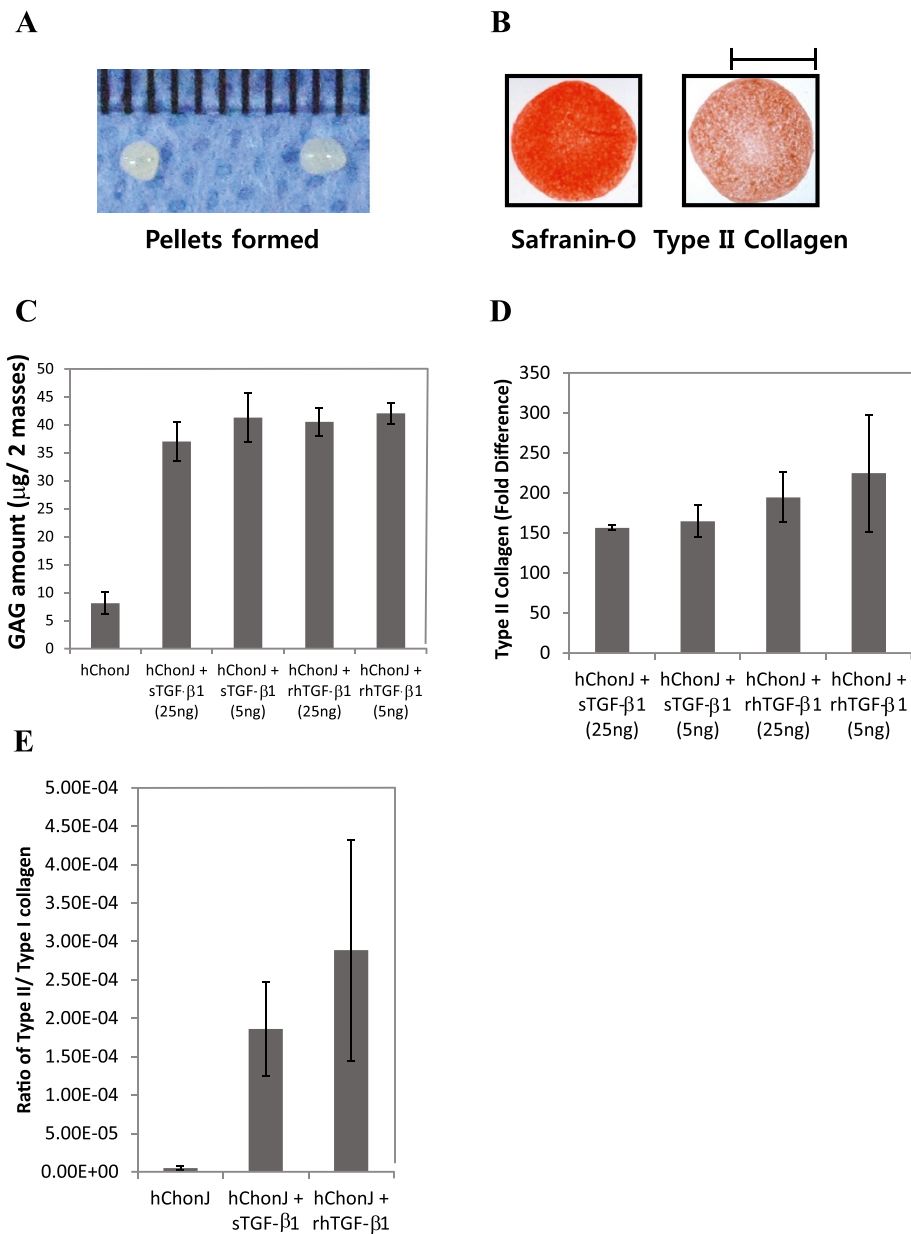 A
B
Pellets formed
Safranin-O
Type II Collagen
C
GAG amount (μg/ 2 masses)
50
45
40
35
30
25
20
15
10
5
0
hChonJ
hChonJ +
sTGF-β1
(25ng)
hChonJ +
sTGF-β1
(5ng)
hChonJ +
rhTGF-β1
(25ng)
hChonJ +
rhTGF-β1
(5ng)
D
Type II Collagen (Fold Difference)
350
300
250
200
150
100
50
0
hChonJ +
sTGF-β1
(25ng)
hChonJ +
sTGF-β1
(5ng)
hChonJ +
rhTGF-β1
(25ng)
hChonJ +
rhTGF-β1
(5ng)
E
Ratio of Type II/ Type I collagen
5.00E-04
4.50E-04
4.00E-04
3.50E-04
3.00E-04
2.50E-04
2.00E-04
1.50E-04
1.00E-04
5.00E-05
0.00E+00
hChonJ
hChonJ +
sTGF-β1
hChonJ +
rhTGF-β1